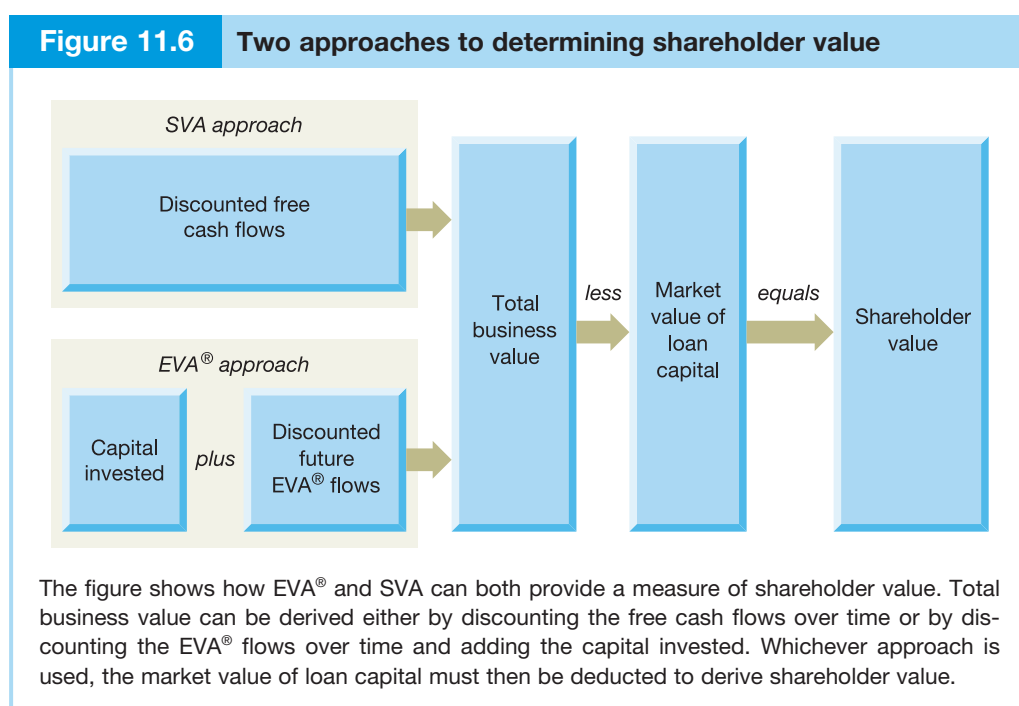 Figure 11.6 Two approaches to determining shareholder value
SVA approach
Discounted free
cash flows
EVA® approach
Capital
invested
plus
Discounted
future
EVA® flows
Total
business
value
less
Market
value of
loan
capital
equals
Shareholder
value
The figure shows how EVA® and SVA can both provide a measure of shareholder value. Total
business value can be derived either by discounting the free cash flows over time or by dis-
counting the EVA® flows over time and adding the capital invested. Whichever approach is
used, the market value of loan capital must then be deducted to derive shareholder value.